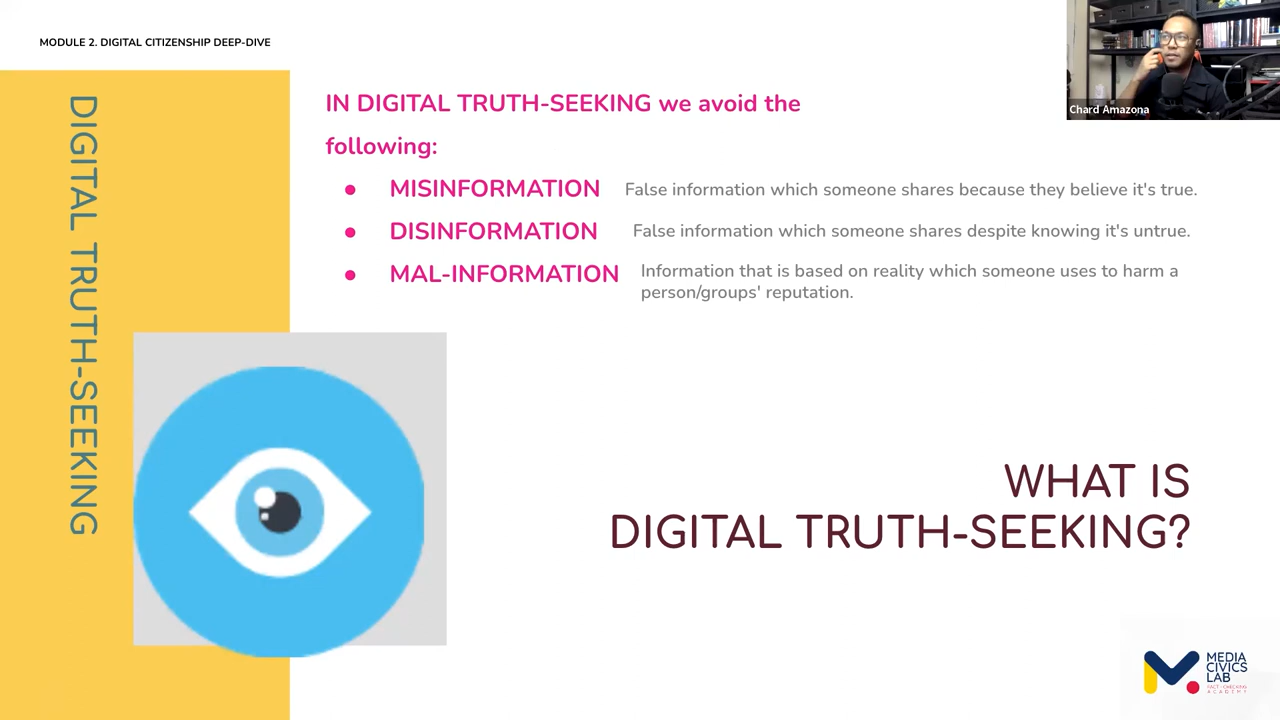 MODULE 2. DIGITAL CITIZENSHIP DEEP-DIVE
DIGITAL TRUTH-SEEKING
IN DIGITAL TRUTH-SEEKING we avoid the
following:
● MISINFORMATION False information which someone shares because they believe it's true.
● DISINFORMATION False information which someone shares despite knowing it's untrue.
● MAL-INFORMATION Information that is based on reality which someone uses to harm a
person/groups' reputation.
Chard Amazona
WHAT IS
DIGITAL TRUTH-SEEKING?
MEDIA
CIVICS
LAB
FACT-CHECKING
ACADEMY